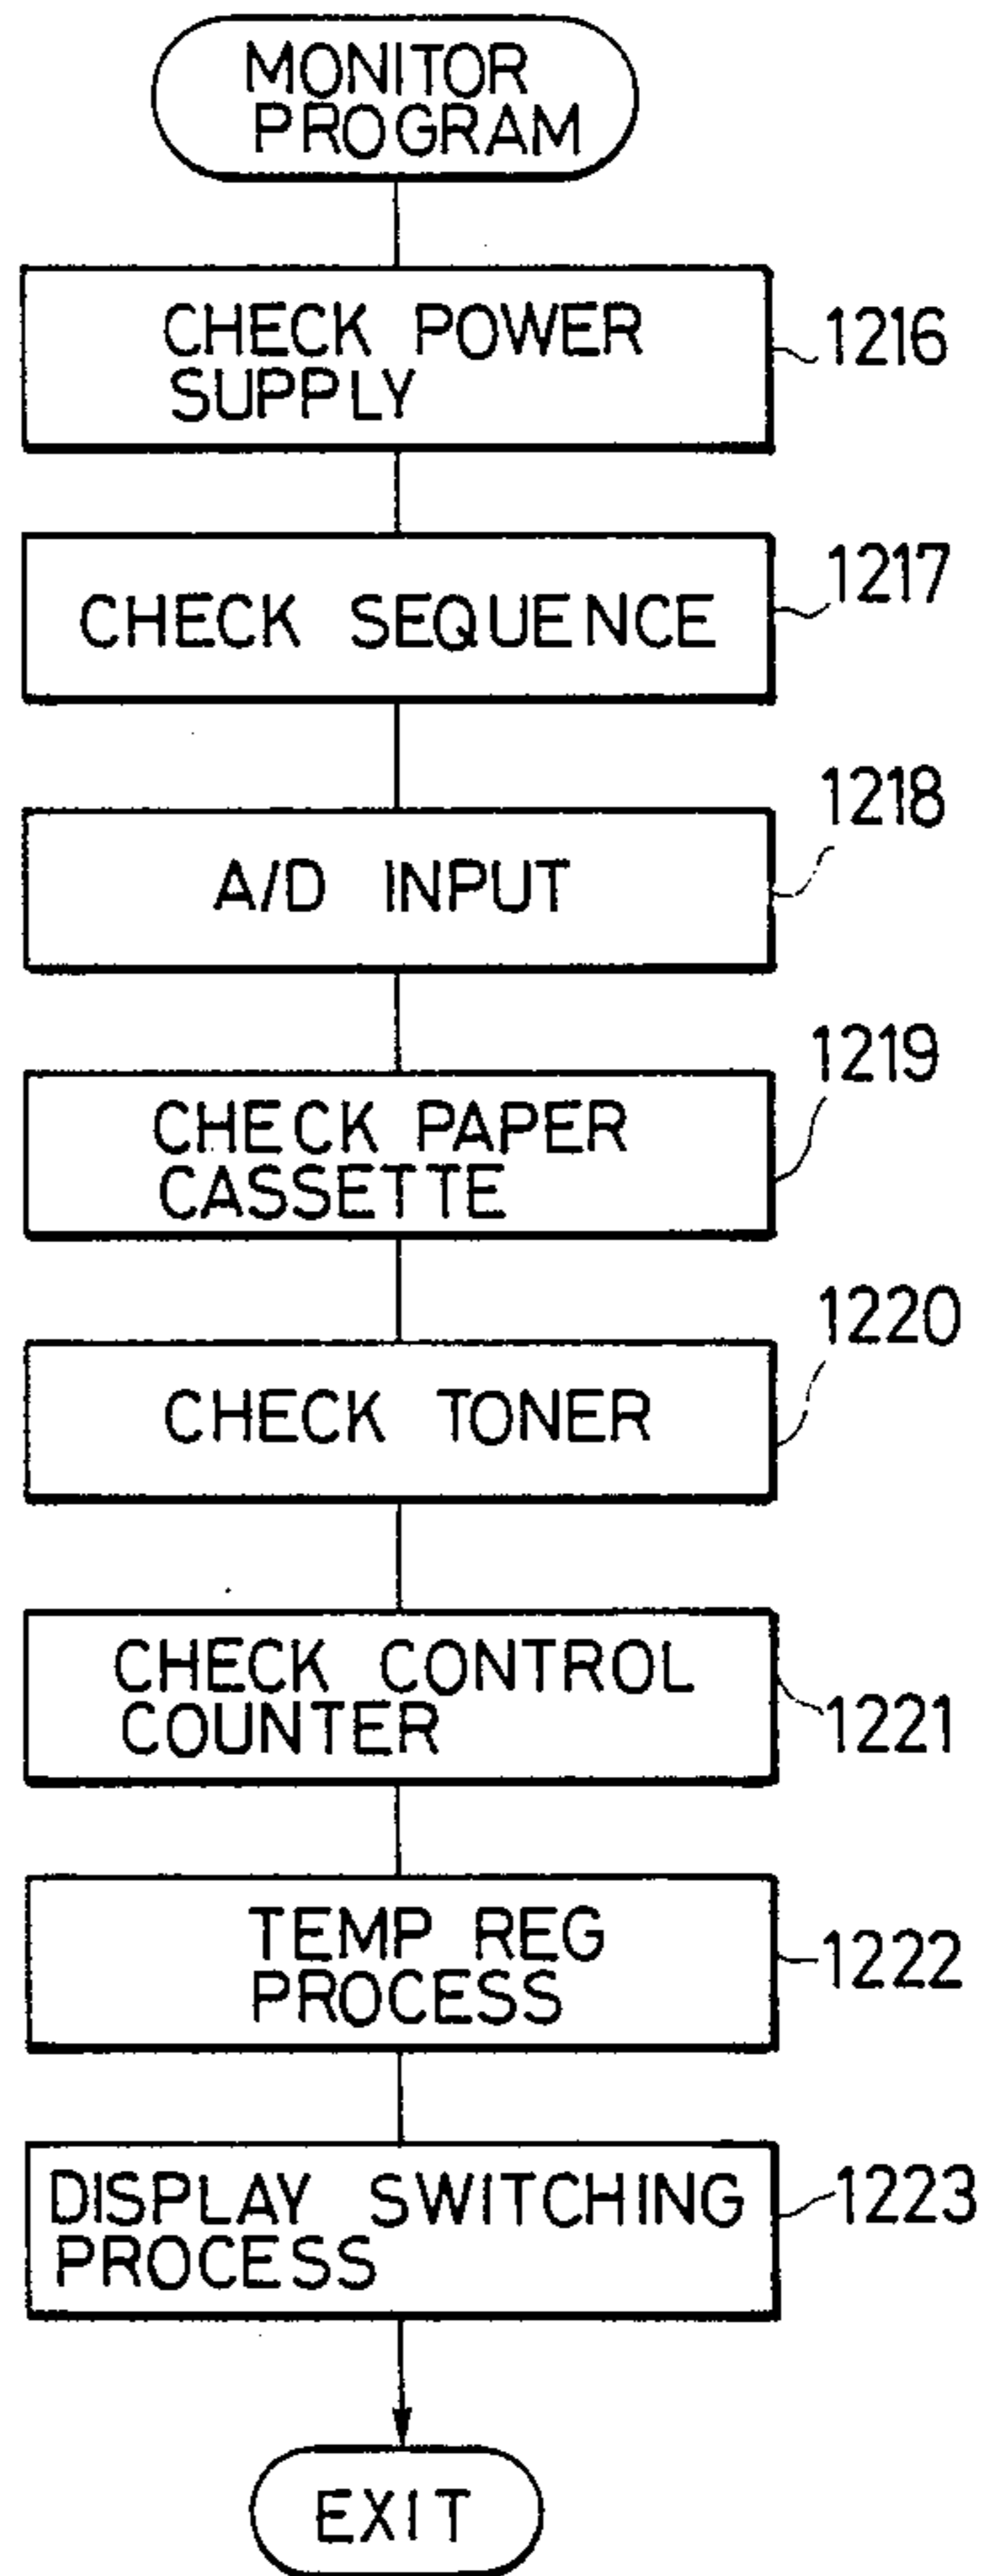 MONITOR
PROGRAM
CHECK POWER
SUPPLY
1216
CHECK SEQUENCE
1217
A/D INPUT
1218
CHECK PAPER
CASSETTE
1219
CHECK TONER
1220
CHECK CONTROL
COUNTER
1221
TEMP REG
PROCESS
1222
DISPLAY SWITCHING
PROCESS
1223
EXIT